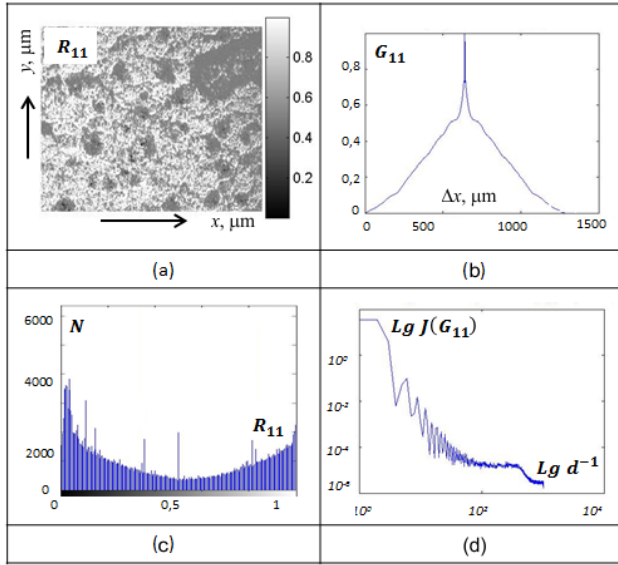 R11
y, μm
x, μm
0.8
0.6
0.4
0.2
(a)
G11
0,8
0,6
0,4
0,2
0
Δx, μm
500
1000
1500
(b)
6000
4000
2000
0
N
R11
0
0,5
1
(c)
Lg J(G11)
10^0
10^-2
10^-4
10^-6
Lg d^-1
10^0
10^2
10^4
(d)